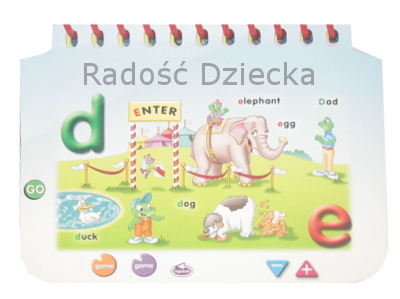 Radość Dziecka
d
ENTER
elephant
Dad
egg
GO
dog
duck
e
game
game